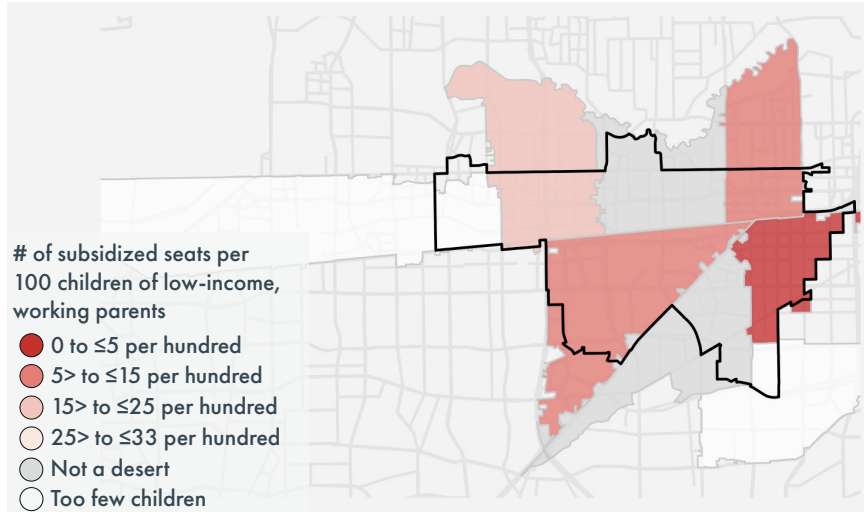 # of subsidized seats per
100 children of low-income,
working parents
0 to ≤5 per hundred
5> to ≤15 per hundred
15> to ≤25 per hundred
25> to ≤33 per hundred
Not a desert
Too few children